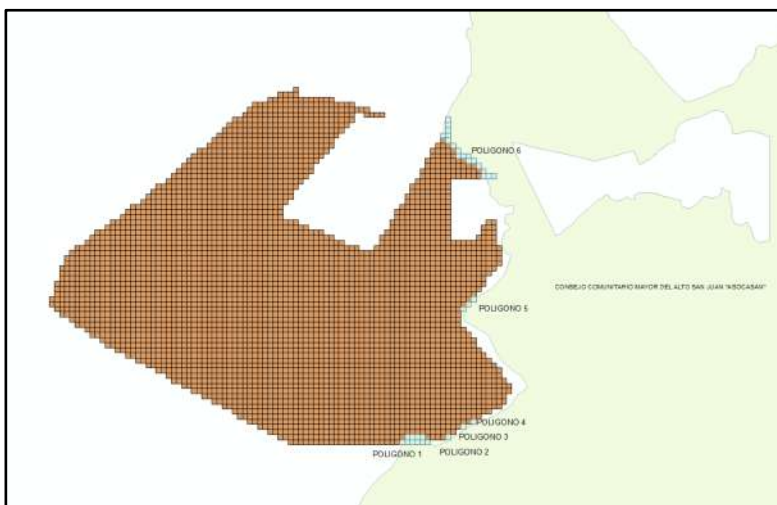 POLIGONO 6
CONSEJO COMUNITARIO MAYOR DEL ALTO SAN JUAN "ASOCASAN"
POLIGONO 5
POLIGONO 4
POLIGONO 3
POLIGONO 1
POLIGONO 2